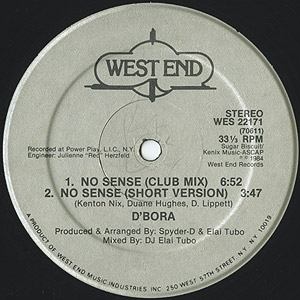 WEST END
STEREO
WES 22171
(70611)
33⅓ RPM
Sugar Biscuit/
Kenix Music-ASCAP
℗ 1984
West End Records
Recorded at Power Play, L.I.C., N.Y.
Engineer: Julienne "Red" Herzfeld
1. NO SENSE (CLUB MIX) 6:52
2. NO SENSE (SHORT VERSION) 3:47
(Kenton Nix, Duane Hughes, D. Lippett)
D'BORA
Produced & Arranged By: Spyder-D & Elai Tubo
Mixed By: DJ Elai Tubo
A PRODUCT OF WEST END MUSIC INDUSTRIES INC 250 WEST 57TH STREET, N.Y. N.Y. 10019